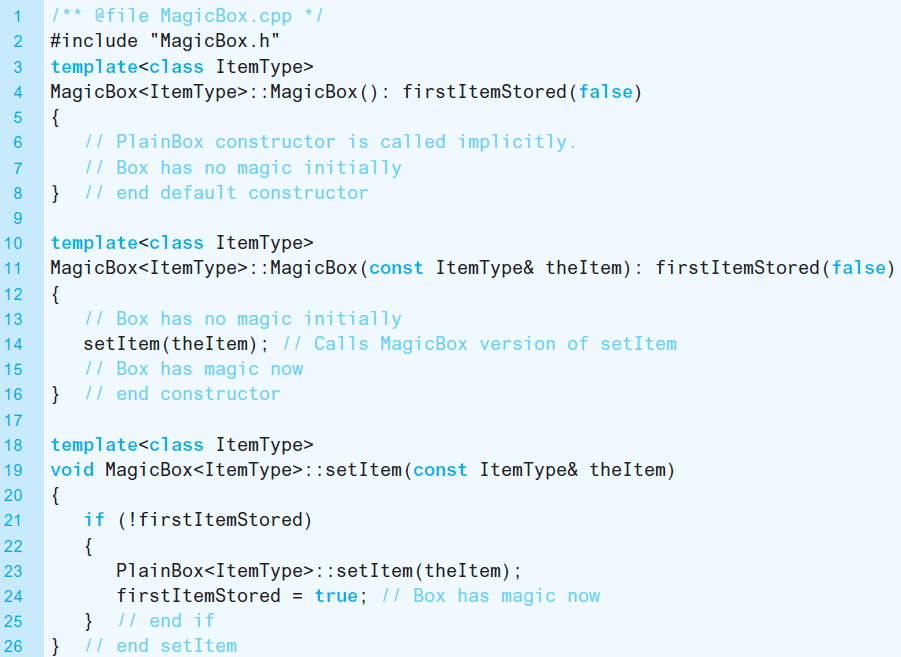 1 /** @file MagicBox.cpp */
2 #include "MagicBox.h"
3 template<class ItemType>
4 MagicBox<ItemType>::MagicBox(): firstItemStored(false)
5 {
6    // PlainBox constructor is called implicitly.
7    // Box has no magic initially
8 }  // end default constructor
9
10 template<class ItemType>
11 MagicBox<ItemType>::MagicBox(const ItemType& theItem): firstItemStored(false)
12 {
13    // Box has no magic initially
14    setItem(theItem); // Calls MagicBox version of setItem
15    // Box has magic now
16 }  // end constructor
17
18 template<class ItemType>
19 void MagicBox<ItemType>::setItem(const ItemType& theItem)
20 {
21    if (!firstItemStored)
22    {
23       PlainBox<ItemType>::setItem(theItem);
24       firstItemStored = true; // Box has magic now
25    }  // end if
26 }  // end setItem